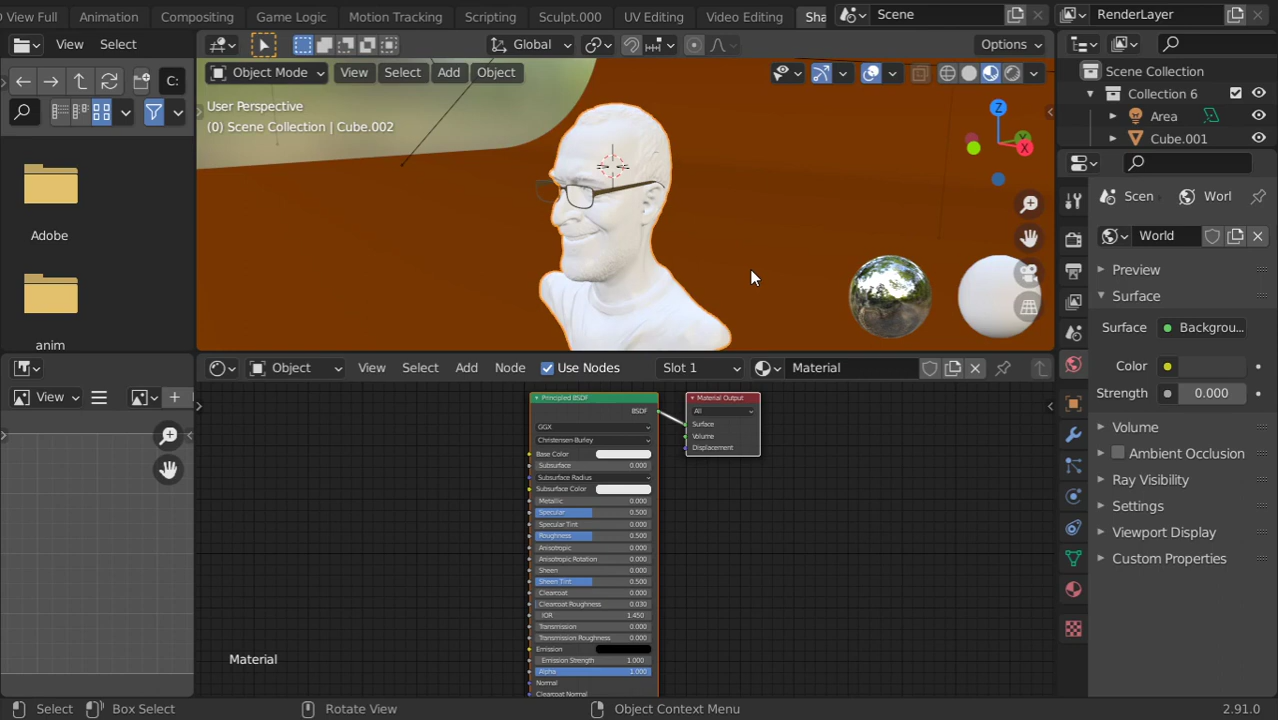 D View Full Animation Compositing Game Logic Motion Tracking Scripting Sculpt.000 UV Editing Video Editing Sha Scene RenderLayer
View Select Global Options
C: Object Mode View Select Add Object Scene Collection
User Perspective Collection 6
(0) Scene Collection | Cube.002 Area
Cube.001
Z
Y
X
Scen Worl
Adobe World
Preview
Surface
Surface Backgrou...
anim
Color
Object View Select Add Node Use Nodes Slot 1 Material
View Strength 0.000
Principled BSDF Material Output
BSDF All
Surface
GGX Volume
Christensen-Burley Displacement
Base Color
Subsurface 0.000
Subsurface Radius
Subsurface Color
Metallic 0.000
Specular 0.500
Specular Tint 0.000
Roughness 0.500
Anisotropic 0.000
Anisotropic Rotation 0.000
Sheen 0.000
Sheen Tint 0.500
Clearcoat 0.000
Clearcoat Roughness 0.030
IOR 1.450
Transmission 0.000
Transmission Roughness 0.000
Emission
Emission Strength 1.000
Alpha 1.000
Normal
Clearcoat Normal
Volume
Ambient Occlusion
Ray Visibility
Settings
Viewport Display
Custom Properties
Material
Select Box Select Rotate View Object Context Menu 2.91.0